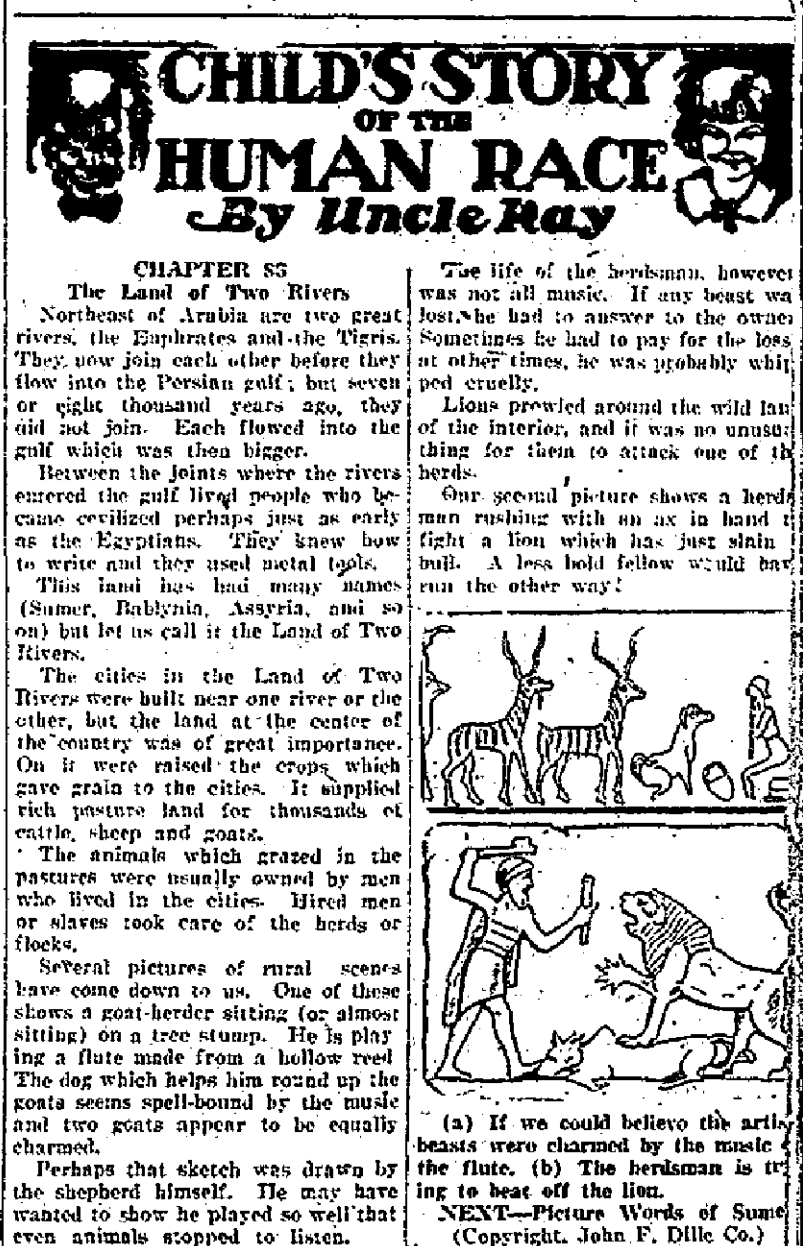 CHILD'S STORY
OF THE
HUMAN RACE
By Uncle Ray
CHAPTER 85
The Land of Two Rivers
Northeast of Arabia are two great
rivers, the Euphrates and the Tigris.
They now join each other before they
flow into the Persian gulf; but seven
or eight thousand years ago, they
did not join. Each flowed into the
gulf which was then bigger.
Between the joints where the rivers
entered the gulf lived people who be-
came cevilized perhaps just as early
as the Egyptians. They knew how
to write and they used metal tools.
This land has had many names
(Sumer, Bablynia, Assyria, and so
on) but let us call it the Land of Two
Rivers.
The cities in the Land of Two
Rivers were built near one river or the
other, but the land at the center of
the country was of great importance.
On it were raised the crops which
gave grain to the cities. It supplied
rich pasture land for thousands of
cattle, sheep and goats.
The animals which grazed in the
pastures were usually owned by men
who lived in the cities. Hired men
or slaves took care of the herds or
flocks.
Several pictures of rural scenes
have come down to us. One of these
shows a goat-herder sitting (or almost
sitting) on a tree stump. He is play
ing a flute made from a hollow reed
The dog which helps him round up the
goats seems spell-bound by the music
and two goats appear to be equally
charmed.
Perhaps that sketch was drawn by
the shepherd himself. He may have
wanted to show he played so well that
even animals stopped to listen.
The life of the herdsman, however
was not all music. If any beast wa
lost, he had to answer to the owner
Sometimes he had to pay for the loss
at other times, he was probably whip
ped cruelly.
Lions prowled around the wild lan
of the interior, and it was no unusua
thing for them to attack one of th
herds.
Our second picture shows a herds
man rushing with an ax in hand t
fight a lion which has just slain
bull. A less bold fellow would hav
run the other way!
(a) If we could believe the artis
beasts were charmed by the music
the flute. (b) The herdsman is try
ing to beat off the lion.
NEXT—Picture Words of Sume
(Copyright, John F. Dille Co.)